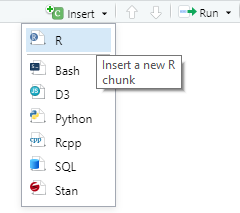 Insert Run
R
Insert a new R
chunk
Bash
D3
Python
Rcpp
SQL
Stan